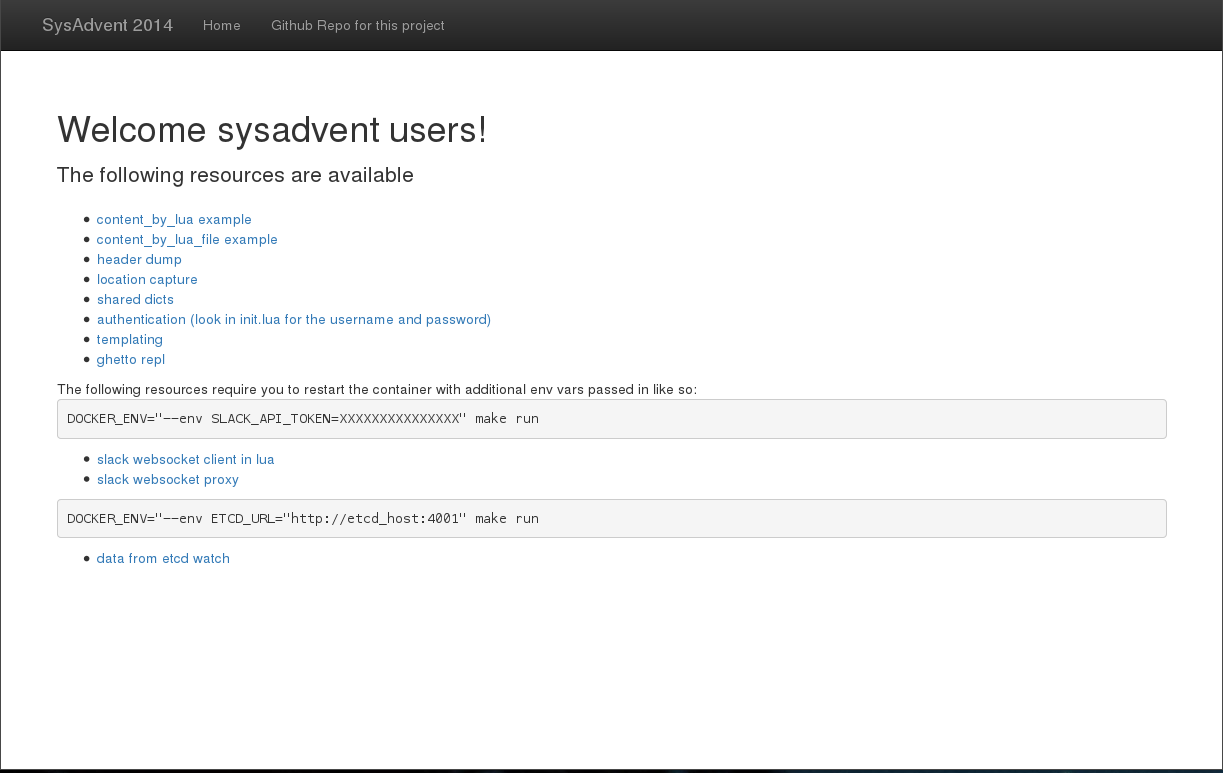 SysAdvent 2014 Home Github Repo for this project
Welcome sysadvent users!
The following resources are available
content_by_lua example
content_by_lua_file example
header dump
location capture
shared dicts
authentication (look in init.lua for the username and password)
templating
ghetto repl
The following resources require you to restart the container with additional env vars passed in like so:
DOCKER_ENV="--env SLACK_API_TOKEN=XXXXXXXXXXXXXXX" make run
slack websocket client in lua
slack websocket proxy
DOCKER_ENV="--env ETCD_URL="http://etcd_host:4001" make run
data from etcd watch